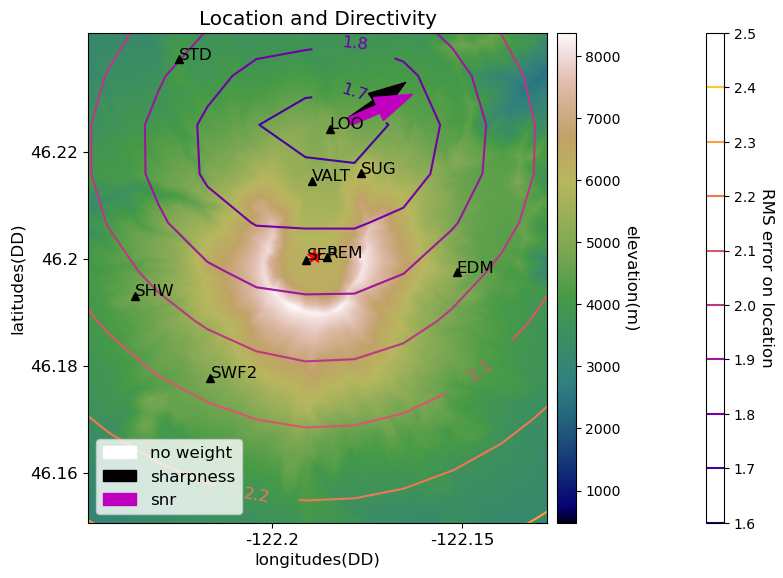 Location and Directivity
1.8
STD
1.7
LOO
VALT
SUG
SER
REM
EDM
SHW
2.1
SWF2
2.2
no weight
sharpness
snr
46.22
46.2
46.18
46.16
latitudes(DD)
-122.2
-122.15
longitudes(DD)
8000
7000
6000
5000
4000
3000
2000
1000
elevation(m)
2.5
2.4
2.3
2.2
2.1
2.0
1.9
1.8
1.7
1.6
RMS error on location